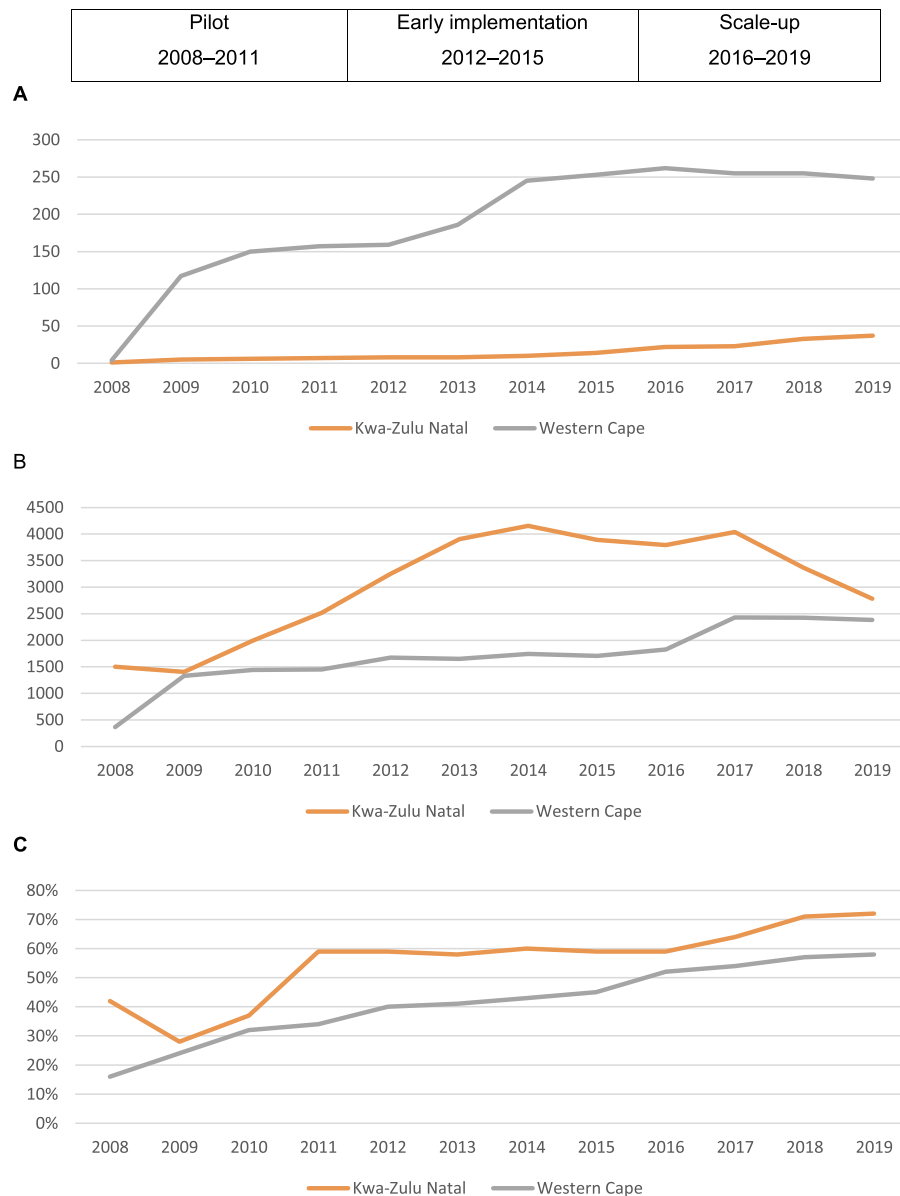 Pilot Early implementation Scale-up
2008–2011 2012–2015 2016–2019
A
300
250
200
150
100
50
0
2008 2009 2010 2011 2012 2013 2014 2015 2016 2017 2018 2019
Kwa-Zulu Natal Western Cape
B
4500
4000
3500
3000
2500
2000
1500
1000
500
0
2008 2009 2010 2011 2012 2013 2014 2015 2016 2017 2018 2019
Kwa-Zulu Natal Western Cape
C
80%
70%
60%
50%
40%
30%
20%
10%
0%
2008 2009 2010 2011 2012 2013 2014 2015 2016 2017 2018 2019
Kwa-Zulu Natal Western Cape